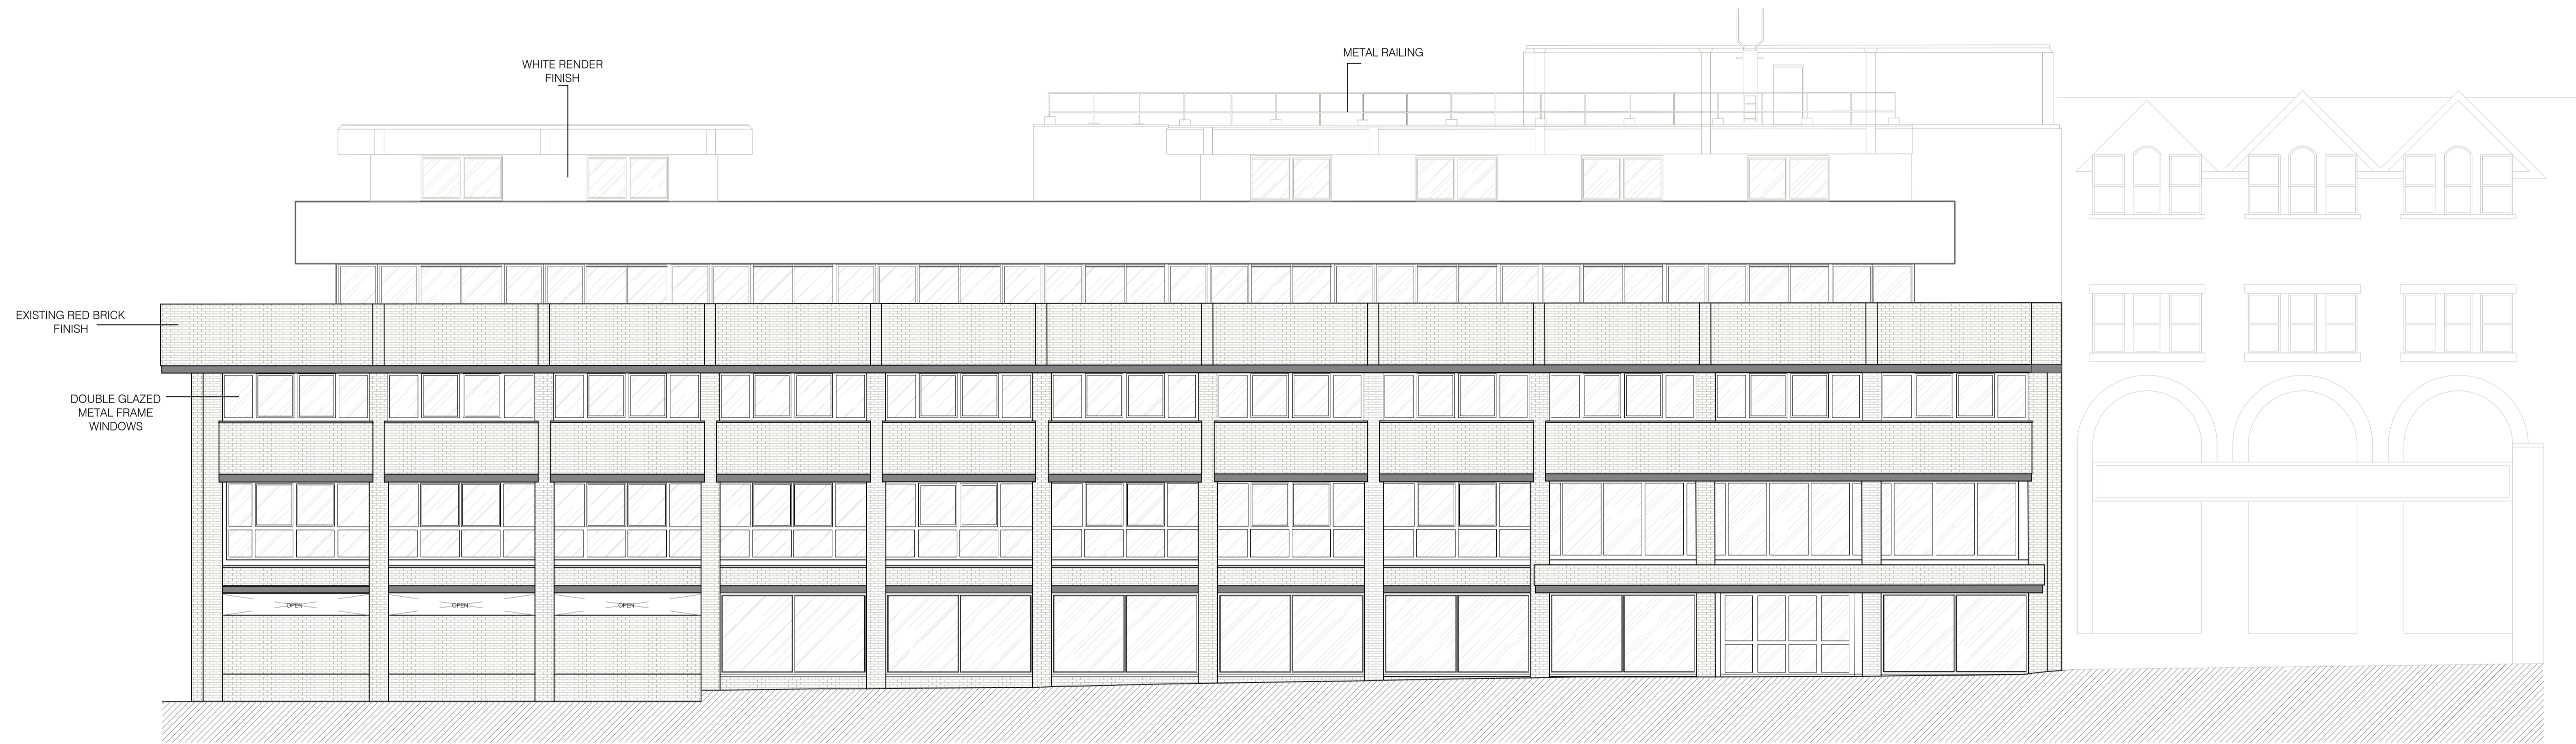 WHITE RENDER
FINISH
METAL RAILING
EXISTING RED BRICK
FINISH
DOUBLE GLAZED
METAL FRAME
WINDOWS
OPEN
OPEN
OPEN